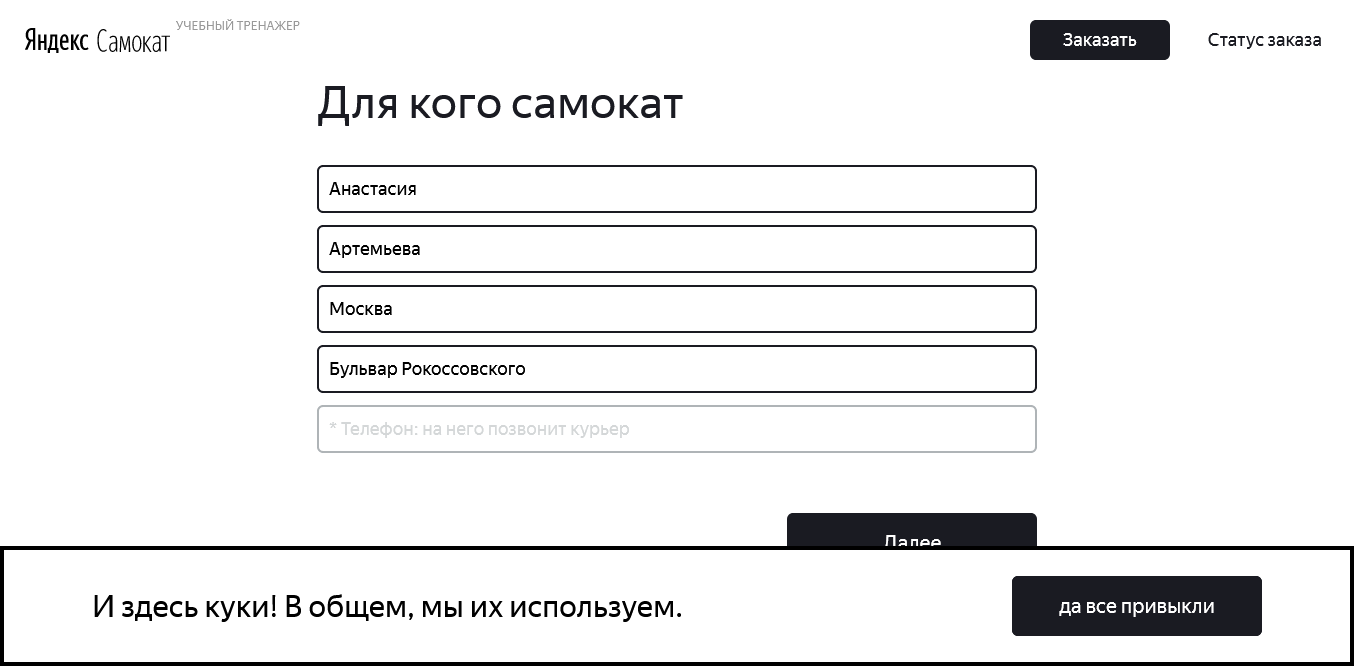 Яндекс Самокат УЧЕБНЫЙ ТРЕНАЖЕР
Заказать
Статус заказа
Для кого самокат
Анастасия
Артемьева
Москва
Бульвар Рокоссовского
* Телефон: на него позвонит курьер
Далее
И здесь куки! В общем, мы их используем.
да все привыкли